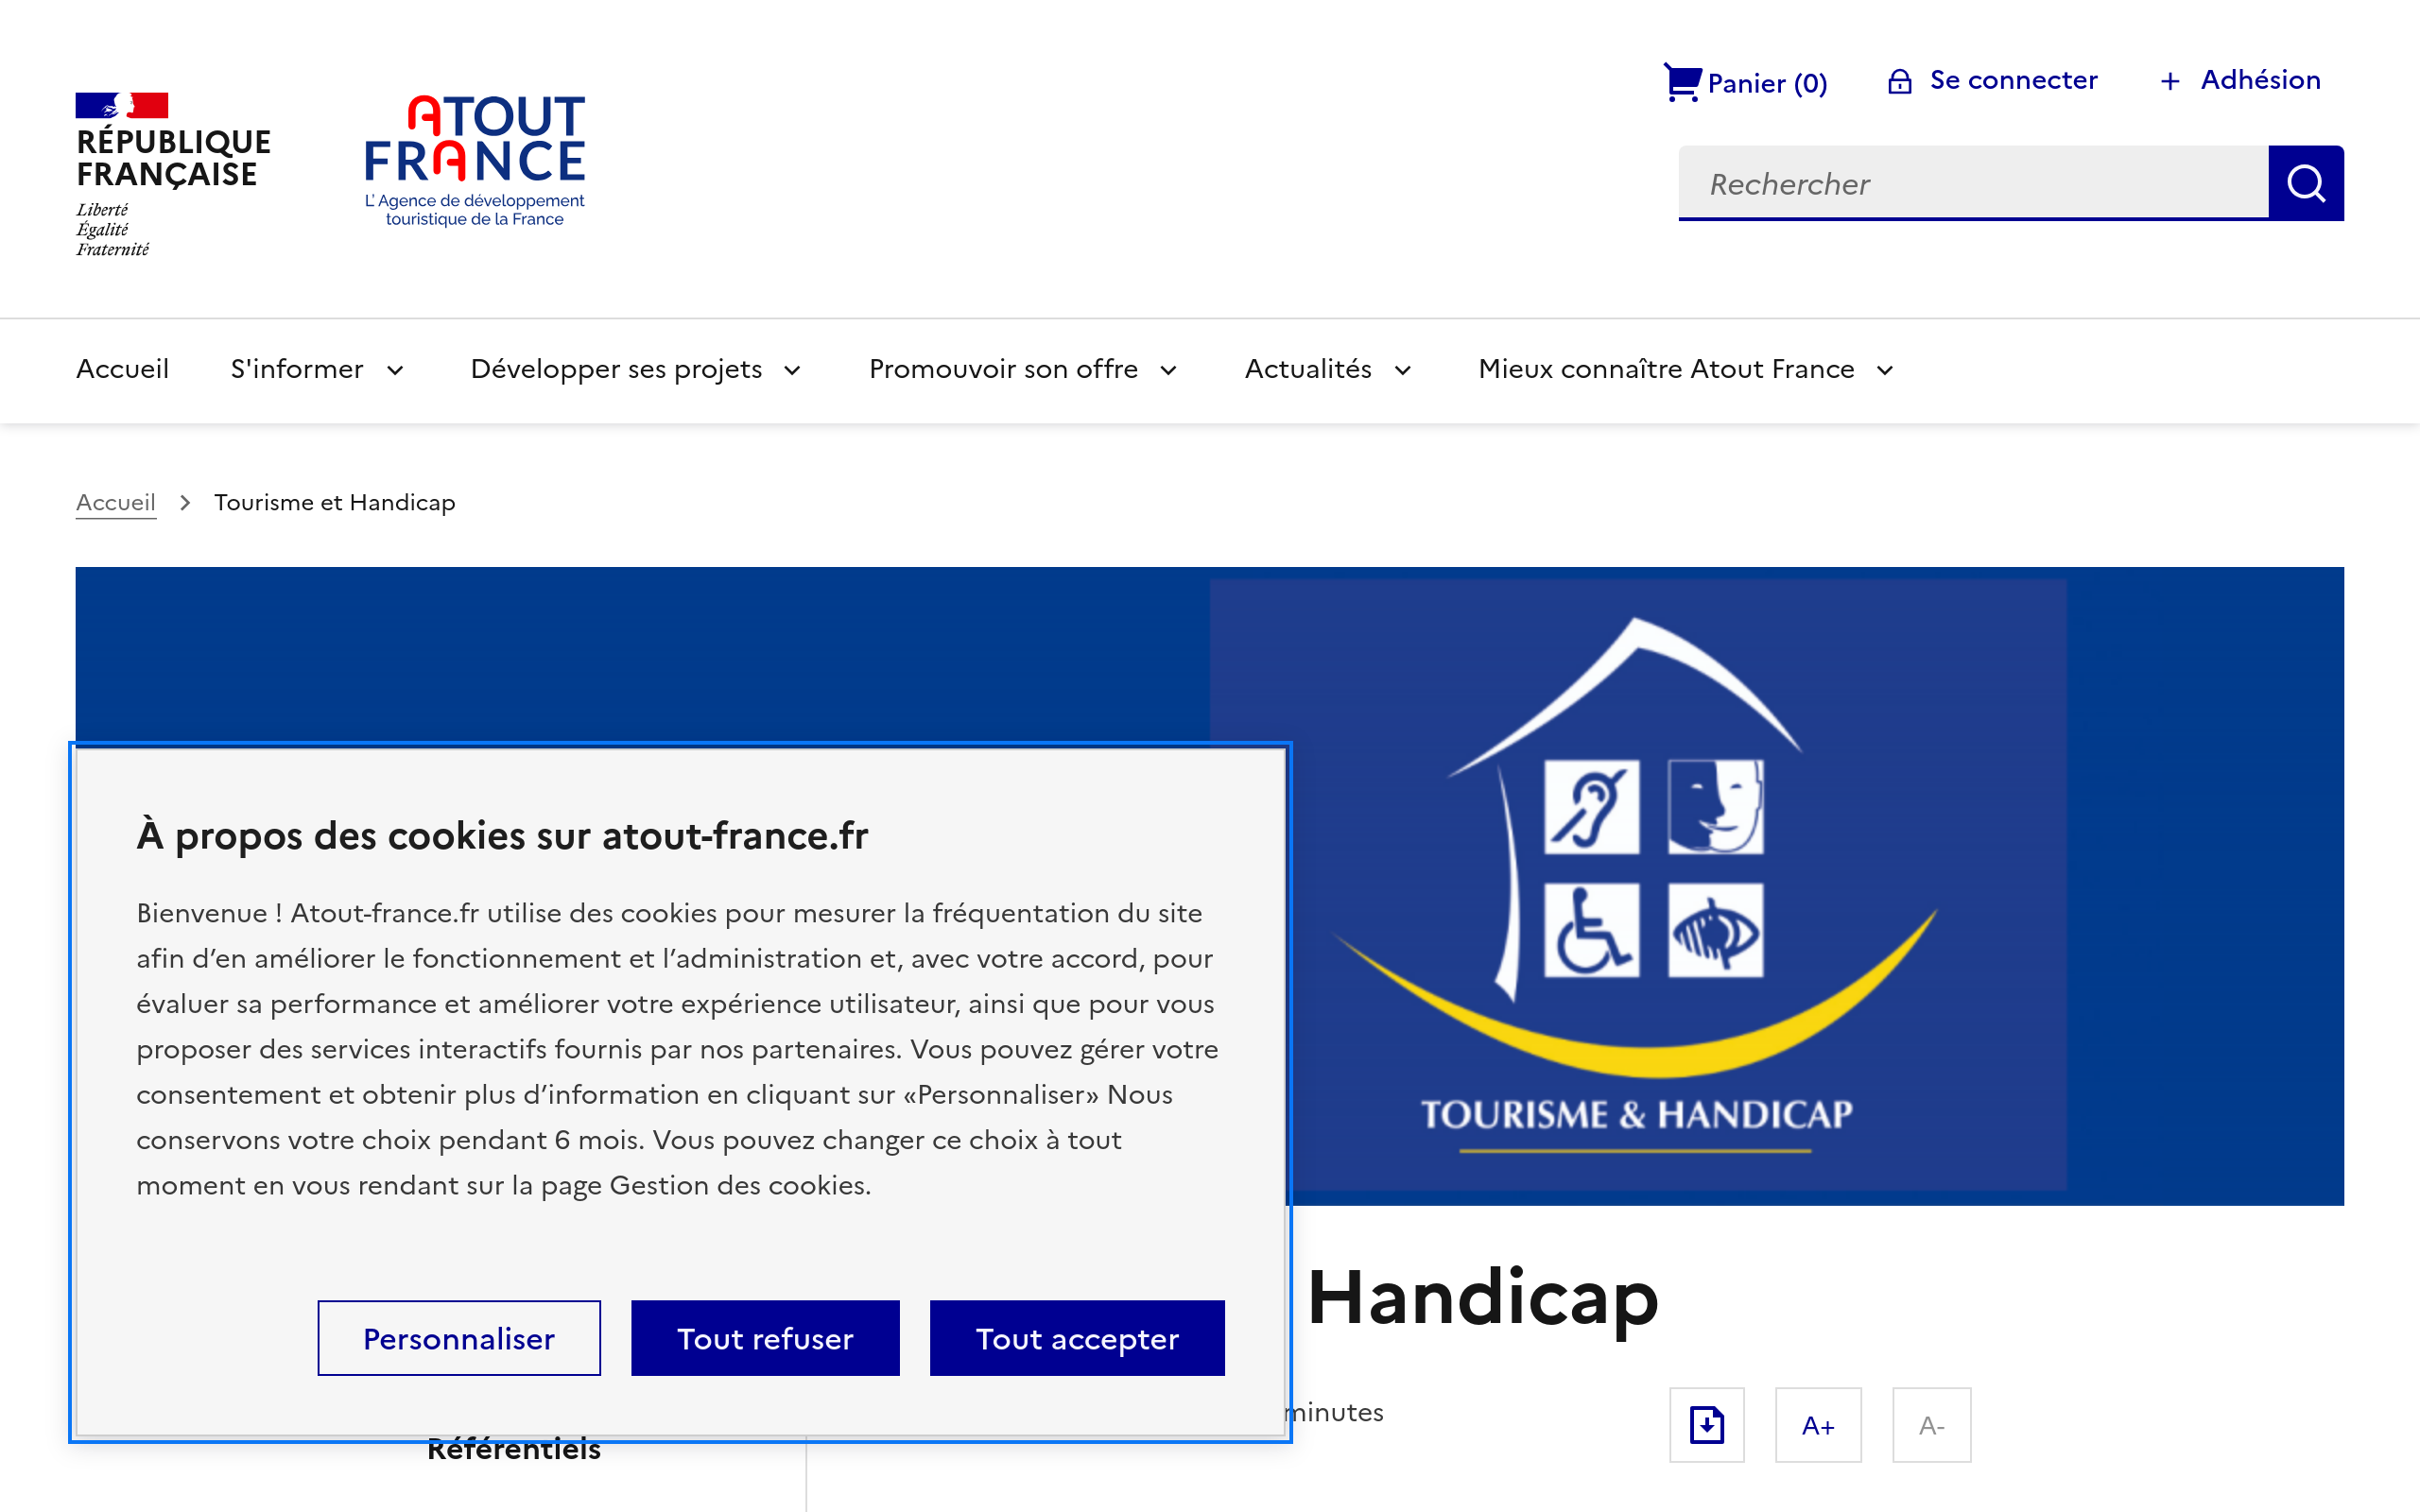 RÉPUBLIQUE
FRANÇAISE
Liberté
Égalité
Fraternité
ATOUT
FRANCE
L'Agence de développement
touristique de la France
Panier (0)
Se connecter
Adhésion
Rechercher
Accueil
S'informer
Développer ses projets
Promouvoir son offre
Actualités
Mieux connaître Atout France
Accueil
Tourisme et Handicap
TOURISME & HANDICAP
À propos des cookies sur atout-france.fr
Bienvenue ! Atout-france.fr utilise des cookies pour mesurer la fréquentation du site
afin d’en améliorer le fonctionnement et l’administration et, avec votre accord, pour
évaluer sa performance et améliorer votre expérience utilisateur, ainsi que pour vous
proposer des services interactifs fournis par nos partenaires. Vous pouvez gérer votre
consentement et obtenir plus d’information en cliquant sur «Personnaliser» Nous
conservons votre choix pendant 6 mois. Vous pouvez changer ce choix à tout
moment en vous rendant sur la page Gestion des cookies.
Personnaliser
Tout refuser
Tout accepter
Handicap
minutes
A+
A-
Référentiels